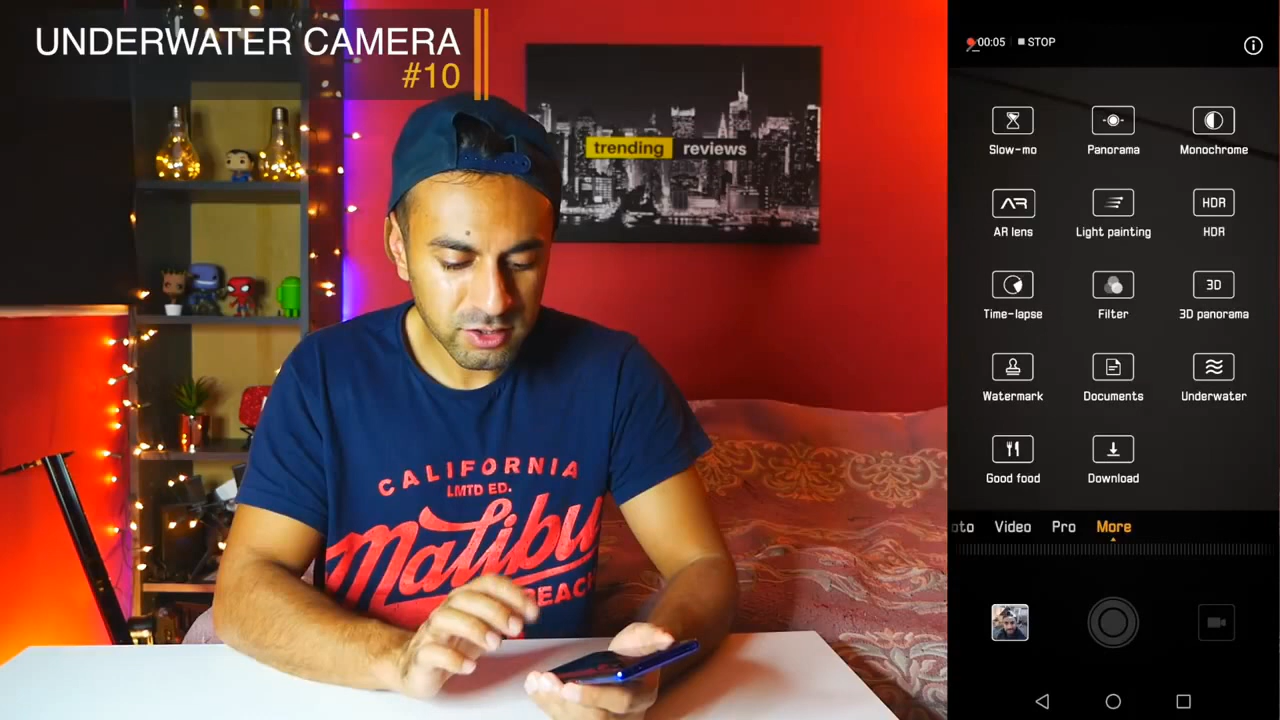 UNDERWATER CAMERA
#10
trending reviews
CALIFORNIA
LMTD ED.
Malibu
BEACH
00:05 STOP
Slow-mo Panorama Monochrome
AR
AR lens Light painting HDR
HDR
Time-lapse Filter 3D panorama
3D
Watermark Documents Underwater
Good food Download
oto Video Pro More